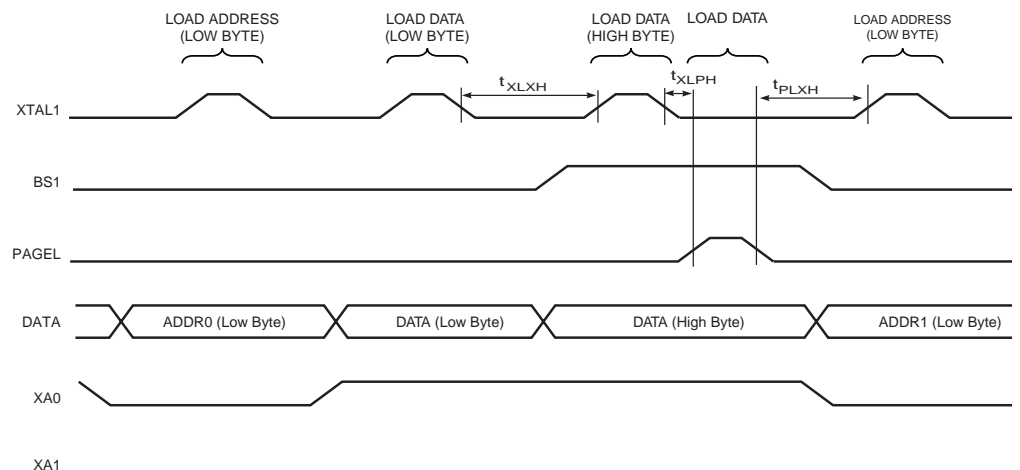 LOAD ADDRESS
(LOW BYTE)
LOAD DATA
(LOW BYTE)
LOAD DATA
(HIGH BYTE)
LOAD DATA
LOAD ADDRESS
(LOW BYTE)
tXLXH
tXLPH
tPLXH
XTAL1
BS1
PAGEL
DATA
ADDR0 (Low Byte)
DATA (Low Byte)
DATA (High Byte)
ADDR1 (Low Byte)
XA0
XA1